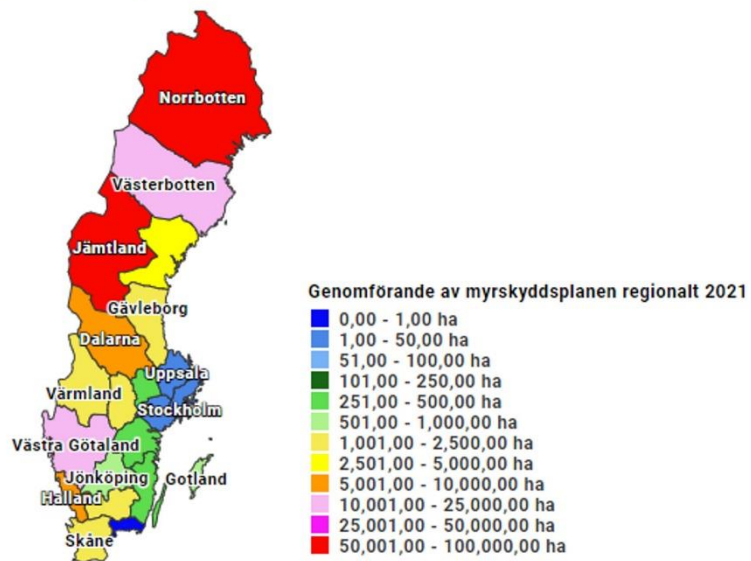 Norrbotten
Västerbotten
Jämtland
Gävleborg
Dalarna
Uppsala
Värmland
Stockholm
Västra Götaland
Jönköping
Gotland
Halland
Skåne
Genomförande av myrskyddsplanen regionalt 2021
0,00 - 1,00 ha
1,00 - 50,00 ha
51,00 - 100,00 ha
101,00 - 250,00 ha
251,00 - 500,00 ha
501,00 - 1,000,00 ha
1,001,00 - 2,500,00 ha
2,501,00 - 5,000,00 ha
5,001,00 - 10,000,00 ha
10,001,00 - 25,000,00 ha
25,001,00 - 50,000,00 ha
50,001,00 - 100,000,00 ha